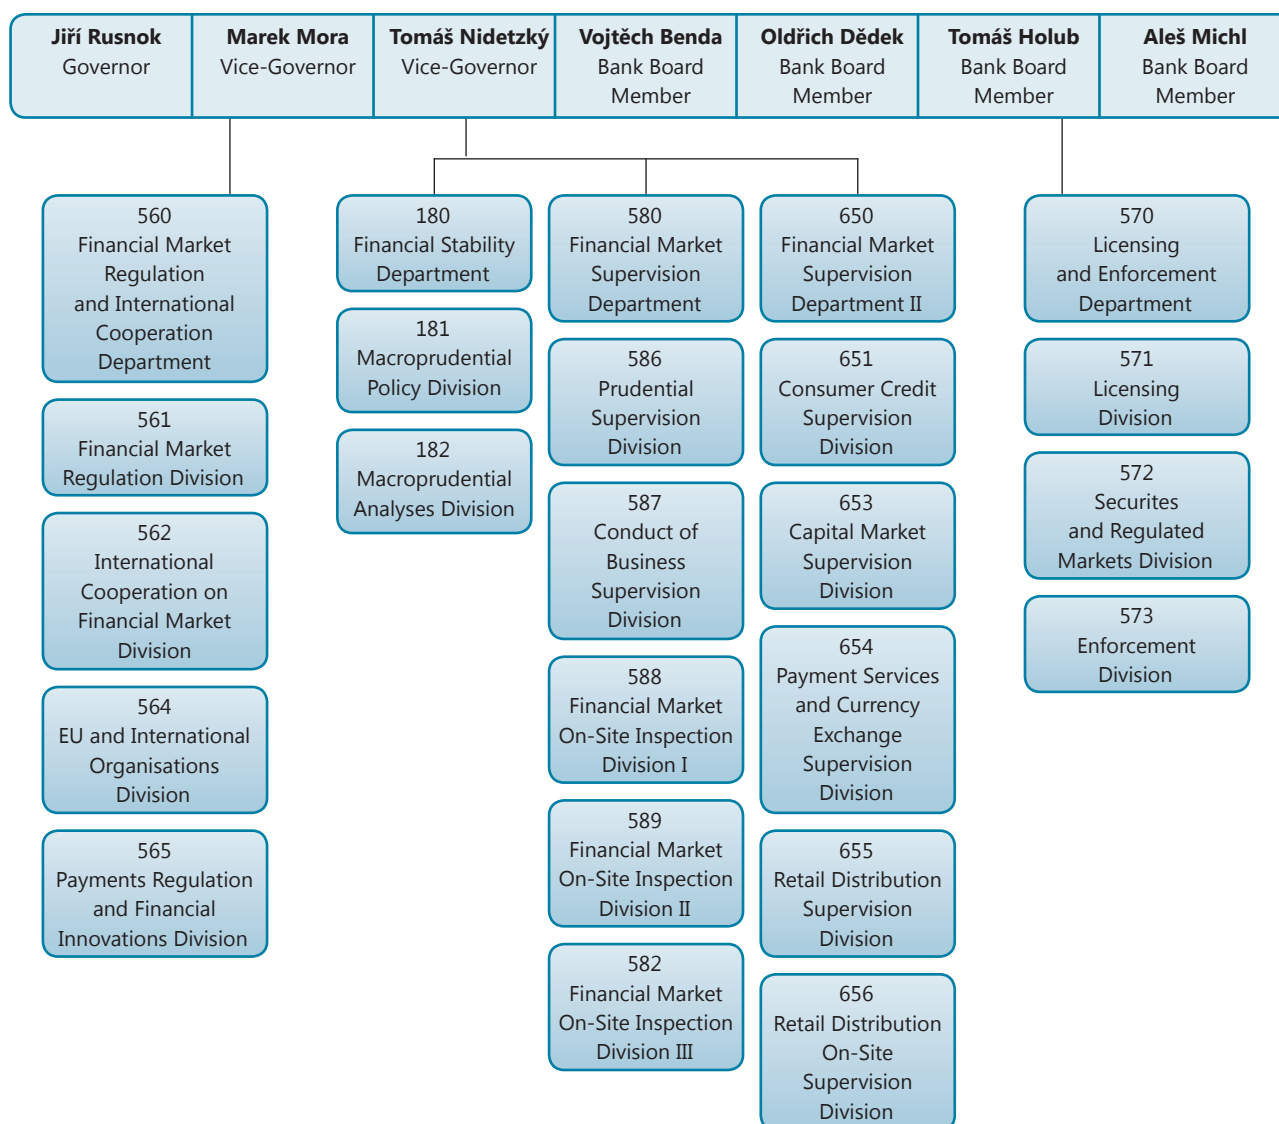 Jiří Rusnok
Governor
Marek Mora
Vice-Governor
Tomáš Nidetzký
Vice-Governor
Vojtěch Benda
Bank Board
Member
Oldřich Dědek
Bank Board
Member
Tomáš Holub
Bank Board
Member
Aleš Michl
Bank Board
Member
560
Financial Market
Regulation
and International
Cooperation
Department
561
Financial Market
Regulation Division
562
International
Cooperation on
Financial Market
Division
564
EU and International
Organisations
Division
565
Payments Regulation
and Financial
Innovations Division
180
Financial Stability
Department
181
Macroprudential
Policy Division
182
Macroprudential
Analyses Division
580
Financial Market
Supervision
Department
586
Prudential
Supervision
Division
587
Conduct of
Business
Supervision
Division
588
Financial Market
On-Site Inspection
Division I
589
Financial Market
On-Site Inspection
Division II
582
Financial Market
On-Site Inspection
Division III
650
Financial Market
Supervision
Department II
651
Consumer Credit
Supervision
Division
653
Capital Market
Supervision
Division
654
Payment Services
and Currency
Exchange
Supervision
Division
655
Retail Distribution
Supervision
Division
656
Retail Distribution
On-Site
Supervision
Division
570
Licensing
and Enforcement
Department
571
Licensing
Division
572
Securites
and Regulated
Markets Division
573
Enforcement
Division